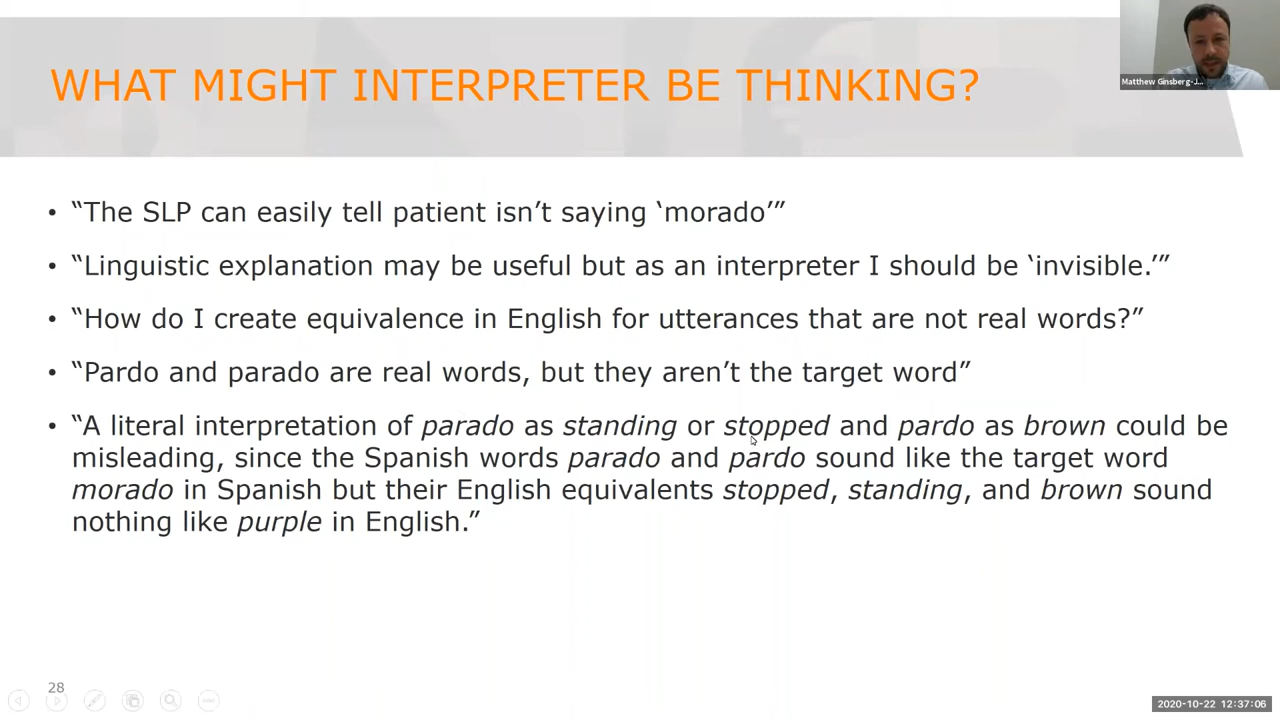 WHAT MIGHT INTERPRETER BE THINKING?
Matthew Ginsberg-J...
• “The SLP can easily tell patient isn’t saying ‘morado’”
• “Linguistic explanation may be useful but as an interpreter I should be ‘invisible.’”
• “How do I create equivalence in English for utterances that are not real words?”
• “Pardo and parado are real words, but they aren’t the target word”
• “A literal interpretation of parado as standing or stopped and pardo as brown could be
misleading, since the Spanish words parado and pardo sound like the target word
morado in Spanish but their English equivalents stopped, standing, and brown sound
nothing like purple in English.”
28
2020-10-22 12:37:06